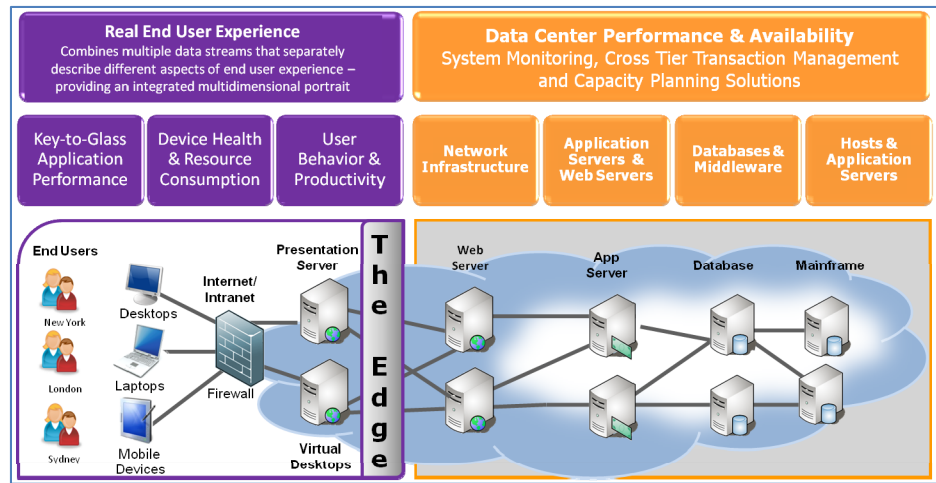 Real End User Experience
Combines multiple data streams that separately
describe different aspects of end user experience –
providing an integrated multidimensional portrait
Data Center Performance & Availability
System Monitoring, Cross Tier Transaction Management
and Capacity Planning Solutions
Key-to-Glass
Application
Performance
Device Health
& Resource
Consumption
User
Behavior &
Productivity
Network
Infrastructure
Application
Servers &
Web Servers
Databases &
Middleware
Hosts &
Application
Servers
End Users
New York
London
Sydney
Desktops
Laptops
Mobile
Devices
Internet/
Intranet
Firewall
Presentation
Server
Virtual
Desktops
The Edge
Web
Server
App
Server
Database
Mainframe